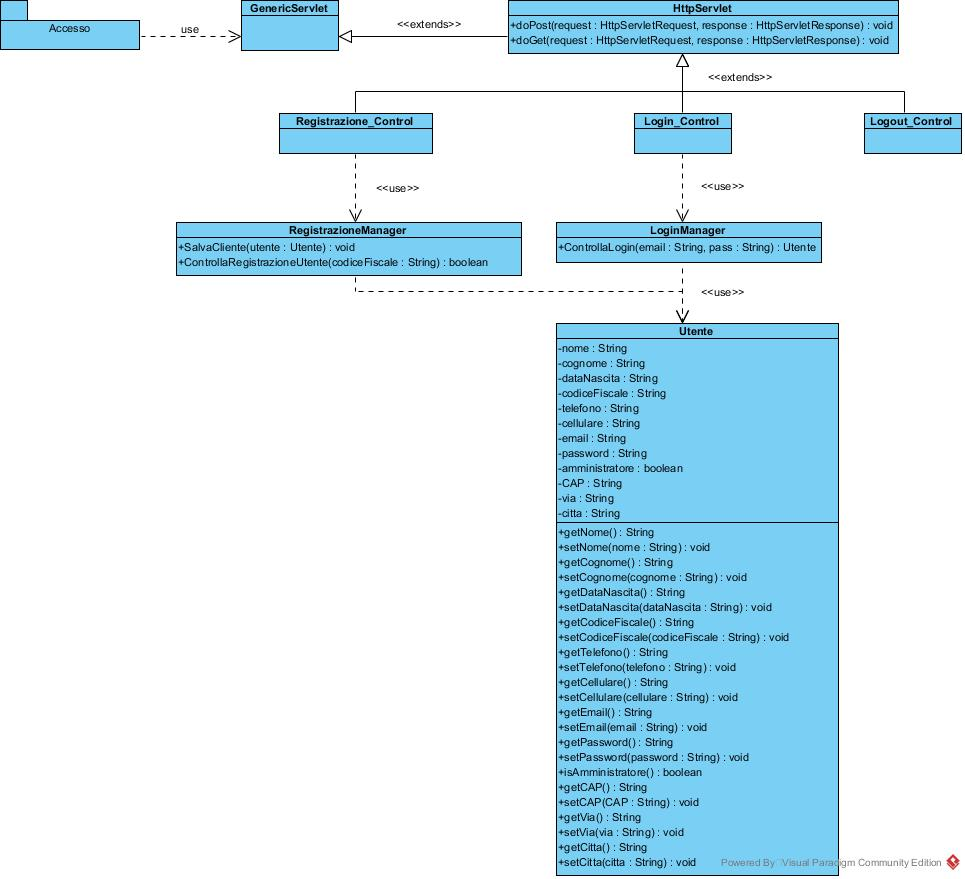 Accesso
use
GenericServlet
<<extends>>
HttpServlet
+doPost(request : HttpServletRequest, response : HttpServletResponse) : void
+doGet(request : HttpServletRequest, response : HttpServletResponse) : void
<<extends>>
Registrazione_Control
Login_Control
Logout_Control
<<use>>
<<use>>
RegistrazioneManager
+SalvaCliente(utente : Utente) : void
+ControllaRegistrazioneUtente(codiceFiscale : String) : boolean
LoginManager
+ControllaLogin(email : String, pass : String) : Utente
<<use>>
Utente
-nome : String
-cognome : String
-dataNascita : String
-codiceFiscale : String
-telefono : String
-cellulare : String
-email : String
-password : String
-amministratore : boolean
-CAP : String
-via : String
-citta : String
+getNome() : String
+setNome(nome : String) : void
+getCognome() : String
+setCognome(cognome : String) : void
+getDataNascita() : String
+setDataNascita(dataNascita : String) : void
+getCodiceFiscale() : String
+setCodiceFiscale(codiceFiscale : String) : void
+getTelefono() : String
+setTelefono(telefono : String) : void
+getCellulare() : String
+setCellulare(cellulare : String) : void
+getEmail() : String
+setEmail(email : String) : void
+getPassword() : String
+setPassword(password : String) : void
+isAmministratore() : boolean
+getCAP() : String
+setCAP(CAP : String) : void
+getVia() : String
+setVia(via : String) : void
+getCitta() : String
+setCitta(citta : String) : void
Powered By Visual Paradigm Community Edition